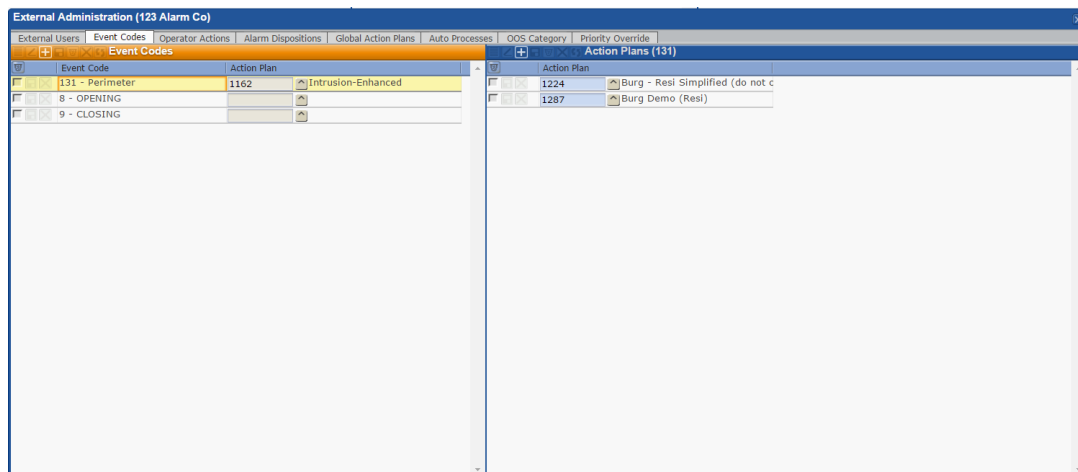 External Administration (123 Alarm Co)
External Users Event Codes Operator Actions Alarm Dispositions Global Action Plans Auto Processes OOS Category Priority Override
Event Codes
Event Code Action Plan
131 - Perimeter 1162 Intrusion-Enhanced
8 - OPENING
9 - CLOSING
Action Plans (131)
Action Plan
1224 Burg - Resi Simplified (do not c
1287 Burg Demo (Resi)